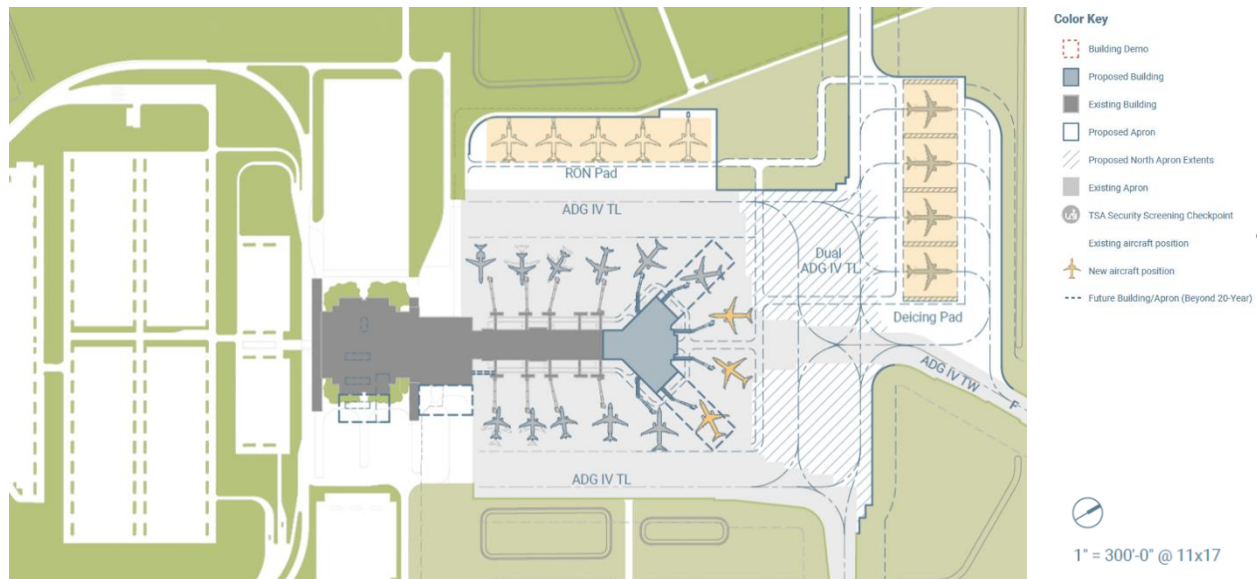 RON Pad
ADG IV TL
Dual
ADG IV TL
Deicing Pad
ADG IV TW
F
ADG IV TL
Color Key
Building Demo
Proposed Building
Existing Building
Proposed Apron
Proposed North Apron Extents
Existing Apron
TSA Security Screening Checkpoint
Existing aircraft position
New aircraft position
Future Building/Apron (Beyond 20-Year)
1" = 300'-0" @ 11x17